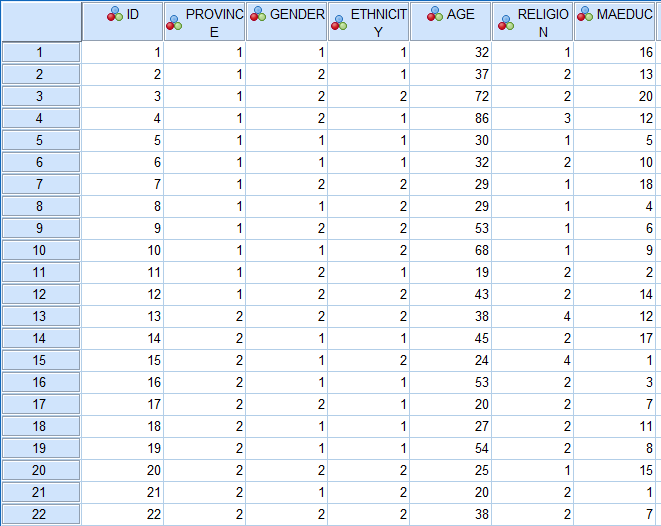 ID PROVINCE GENDER ETHNICITY AGE RELIGION MAEDUC
1 1 1 1 1 32 1 16
2 2 1 2 1 37 2 13
3 3 1 2 2 72 2 20
4 4 1 2 1 86 3 12
5 5 1 1 1 30 1 5
6 6 1 1 1 32 2 10
7 7 1 2 2 29 1 18
8 8 1 1 2 29 1 4
9 9 1 2 2 53 1 6
10 10 1 1 2 68 1 9
11 11 1 2 1 19 2 2
12 12 1 2 2 43 2 14
13 13 2 2 2 38 4 12
14 14 2 1 1 45 2 17
15 15 2 1 2 24 4 1
16 16 2 1 1 53 2 3
17 17 2 2 1 20 2 7
18 18 2 1 1 27 2 11
19 19 2 1 1 54 2 8
20 20 2 2 2 25 1 15
21 21 2 1 2 20 2 1
22 22 2 2 2 38 2 7